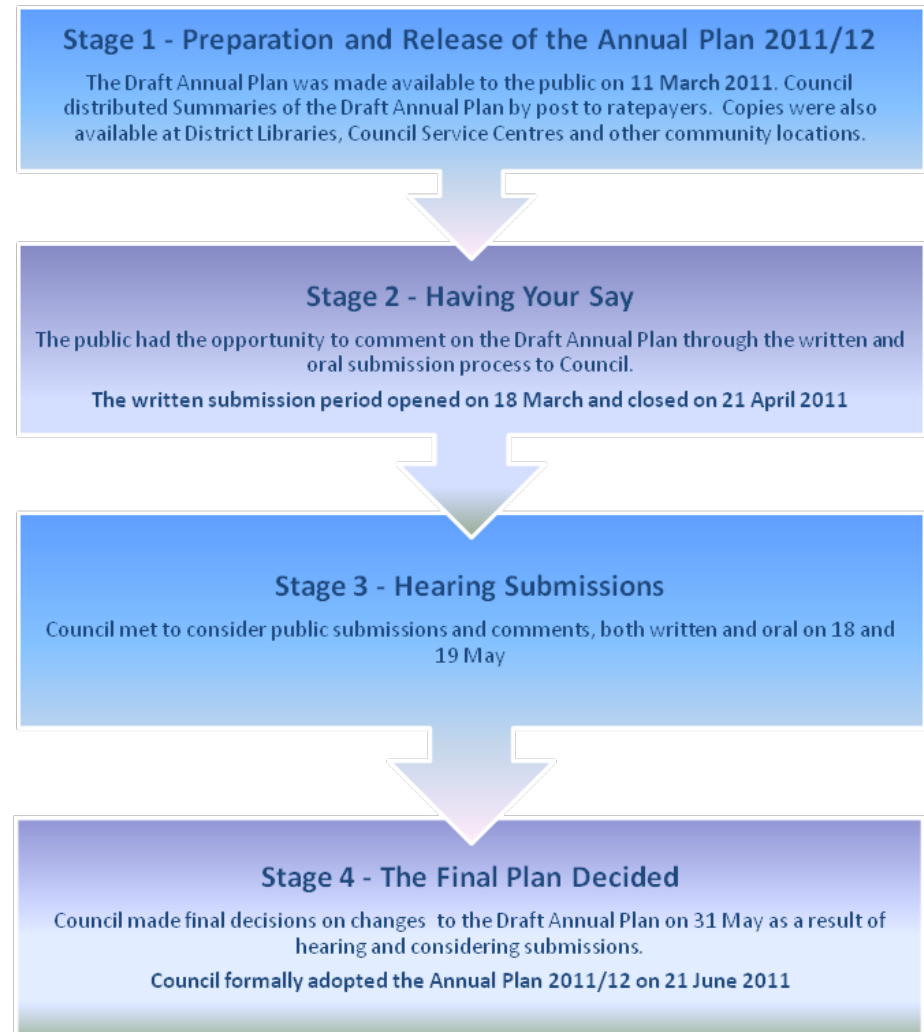 Stage 1 - Preparation and Release of the Annual Plan 2011/12
The Draft Annual Plan was made available to the public on 11 March 2011. Council
distributed Summaries of the Draft Annual Plan by post to ratepayers. Copies were also
available at District Libraries, Council Service Centres and other community locations.
Stage 2 - Having Your Say
The public had the opportunity to comment on the Draft Annual Plan through the written and
oral submission process to Council.
The written submission period opened on 18 March and closed on 21 April 2011
Stage 3 - Hearing Submissions
Council met to consider public submissions and comments, both written and oral on 18 and
19 May
Stage 4 - The Final Plan Decided
Council made final decisions on changes to the Draft Annual Plan on 31 May as a result of
hearing and considering submissions.
Council formally adopted the Annual Plan 2011/12 on 21 June 2011